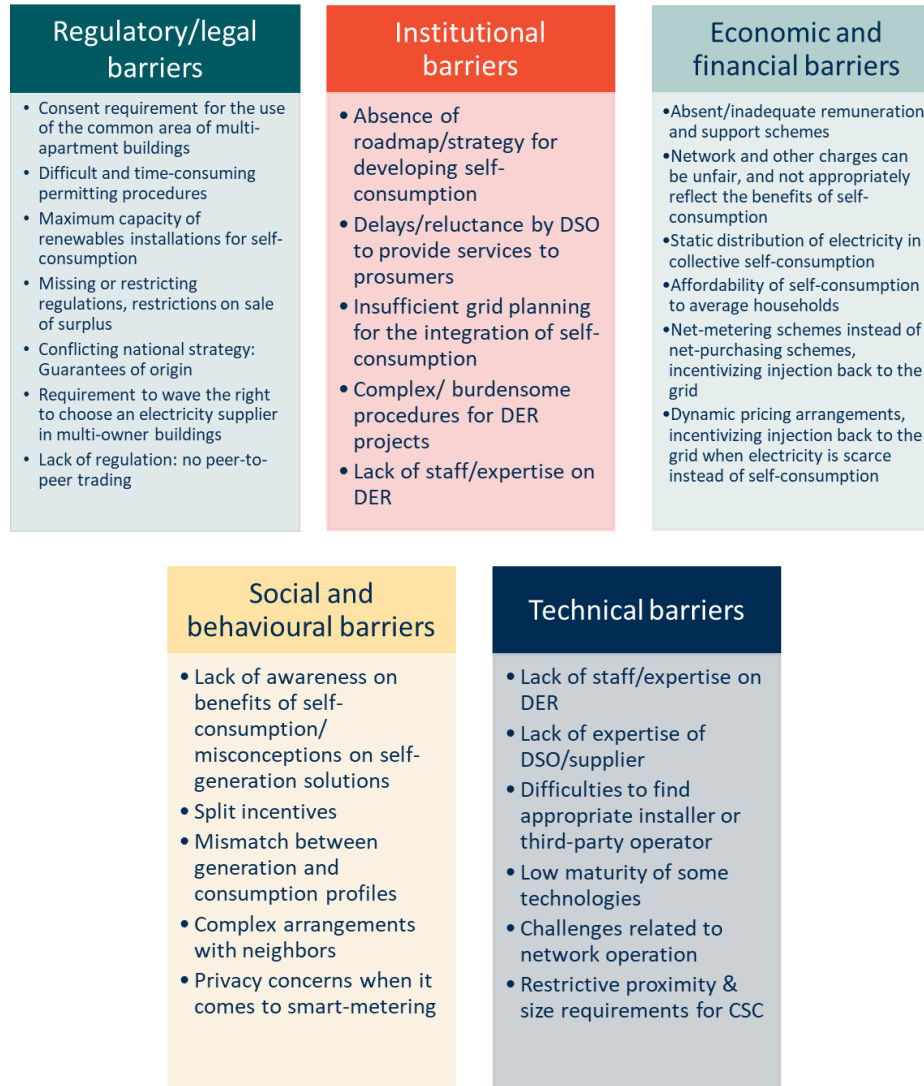 Regulatory/legal
barriers
• Consent requirement for the use
of the common area of multi-
apartment buildings
• Difficult and time-consuming
permitting procedures
• Maximum capacity of
renewables installations for self-
consumption
• Missing or restricting
regulations, restrictions on sale
of surplus
• Conflicting national strategy:
Guarantees of origin
• Requirement to wave the right
to choose an electricity supplier
in multi-owner buildings
• Lack of regulation: no peer-to-
peer trading
Institutional
barriers
• Absence of
roadmap/strategy for
developing self-
consumption
• Delays/reluctance by DSO
to provide services to
prosumers
• Insufficient grid planning
for the integration of self-
consumption
• Complex/ burdensome
procedures for DER
projects
• Lack of staff/expertise on
DER
Economic and
financial barriers
•Absent/inadequate remuneration
and support schemes
•Network and other charges can
be unfair, and not appropriately
reflect the benefits of self-
consumption
•Static distribution of electricity in
collective self-consumption
•Affordability of self-consumption
to average households
•Net-metering schemes instead of
net-purchasing schemes,
incentivizing injection back to the
grid
•Dynamic pricing arrangements,
incentivizing injection back to the
grid when electricity is scarce
instead of self-consumption
Social and
behavioural barriers
• Lack of awareness on
benefits of self-
consumption/
misconceptions on self-
generation solutions
• Split incentives
• Mismatch between
generation and
consumption profiles
• Complex arrangements
with neighbors
• Privacy concerns when it
comes to smart-metering
Technical barriers
• Lack of staff/expertise on
DER
• Lack of expertise of
DSO/supplier
• Difficulties to find
appropriate installer or
third-party operator
• Low maturity of some
technologies
• Challenges related to
network operation
• Restrictive proximity &
size requirements for CSC